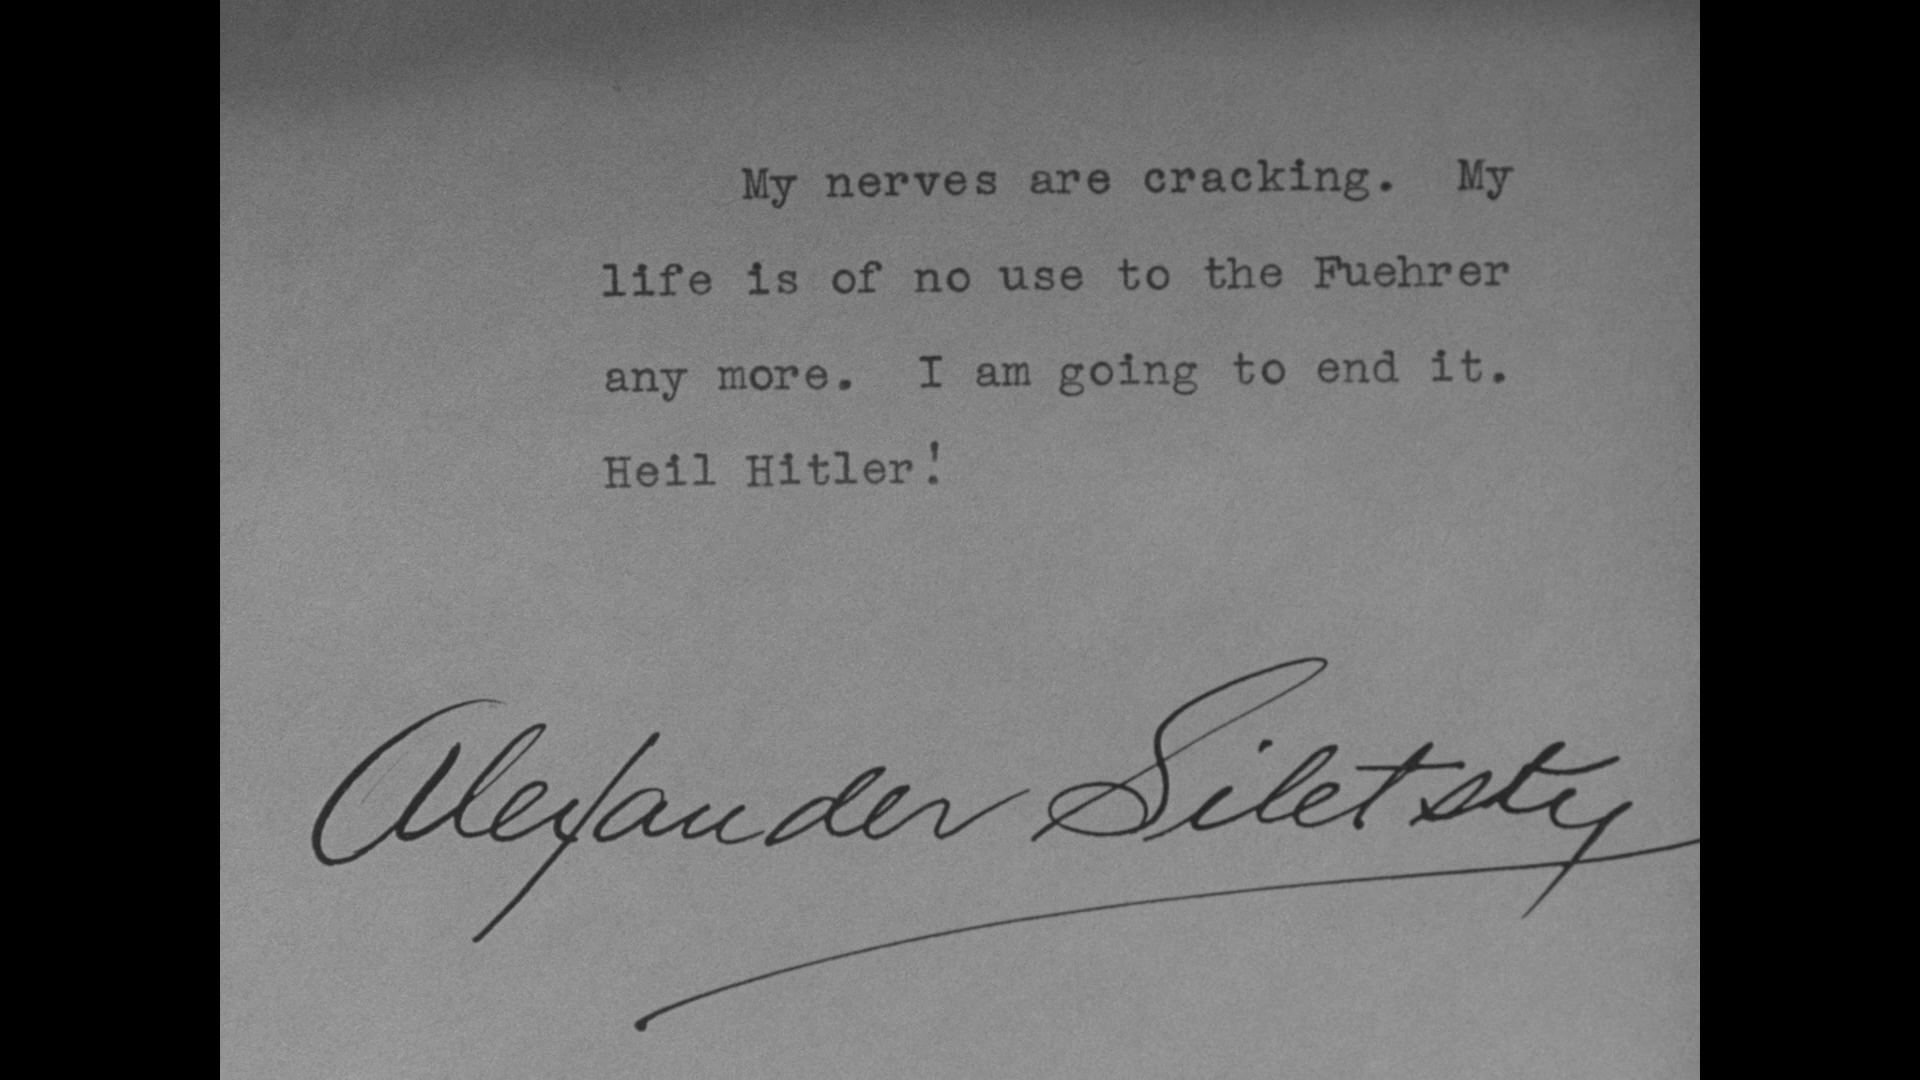 My nerves are cracking. My
life is of no use to the Fuehrer
any more. I am going to end it.
Heil Hitler!
Alexander Siletsky